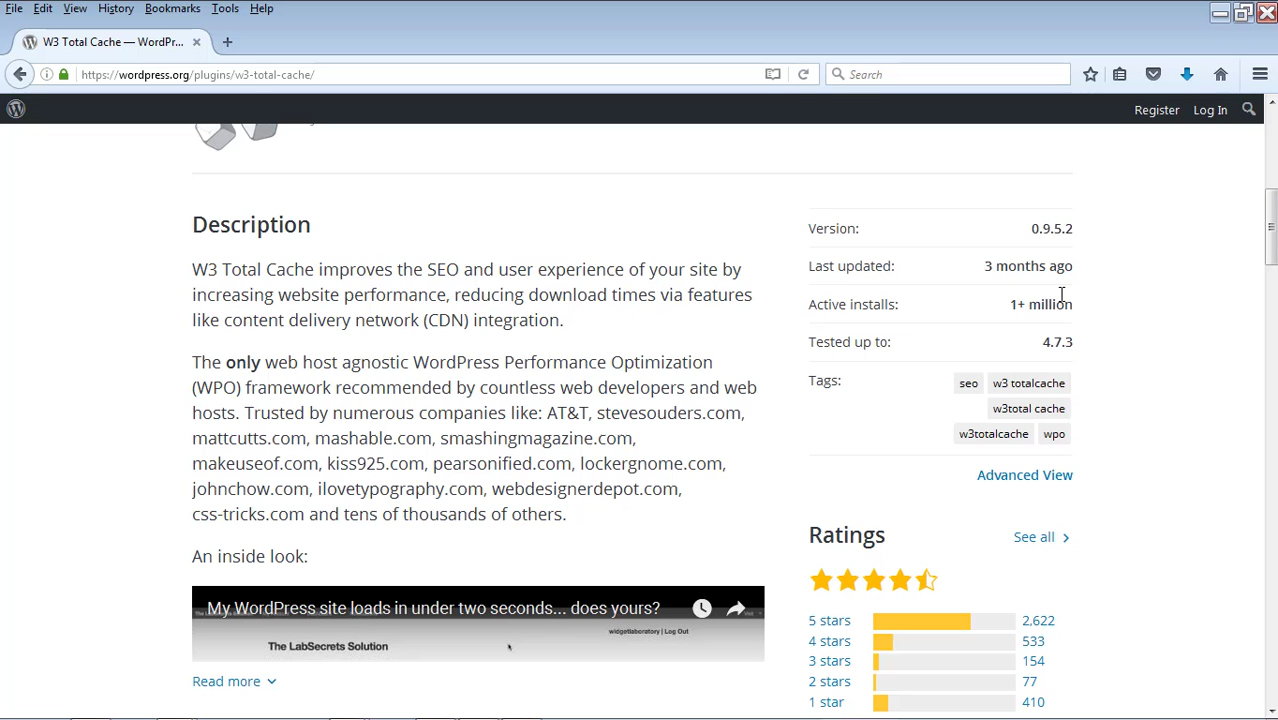 File Edit View History Bookmarks Tools Help
W3 Total Cache — WordPr...
https://wordpress.org/plugins/w3-total-cache/
Search
Register Log In
Description
W3 Total Cache improves the SEO and user experience of your site by
increasing website performance, reducing download times via features
like content delivery network (CDN) integration.
The only web host agnostic WordPress Performance Optimization
(WPO) framework recommended by countless web developers and web
hosts. Trusted by numerous companies like: AT&T, stevesouders.com,
mattcutts.com, mashable.com, smashingmagazine.com,
makeuseof.com, kiss925.com, pearsonified.com, lockergnome.com,
johnchow.com, ilovetypography.com, webdesignerdepot.com,
css-tricks.com and tens of thousands of others.
An inside look:
My WordPress site loads in under two seconds... does yours?
widgetlaboratory | Log Out
The LabSecrets Solution
Read more
Version: 0.9.5.2
Last updated: 3 months ago
Active installs: 1+ million
Tested up to: 4.7.3
Tags: seo w3 totalcache
w3total cache
w3totalcache wpo
Advanced View
Ratings See all
5 stars 2,622
4 stars 533
3 stars 154
2 stars 77
1 star 410